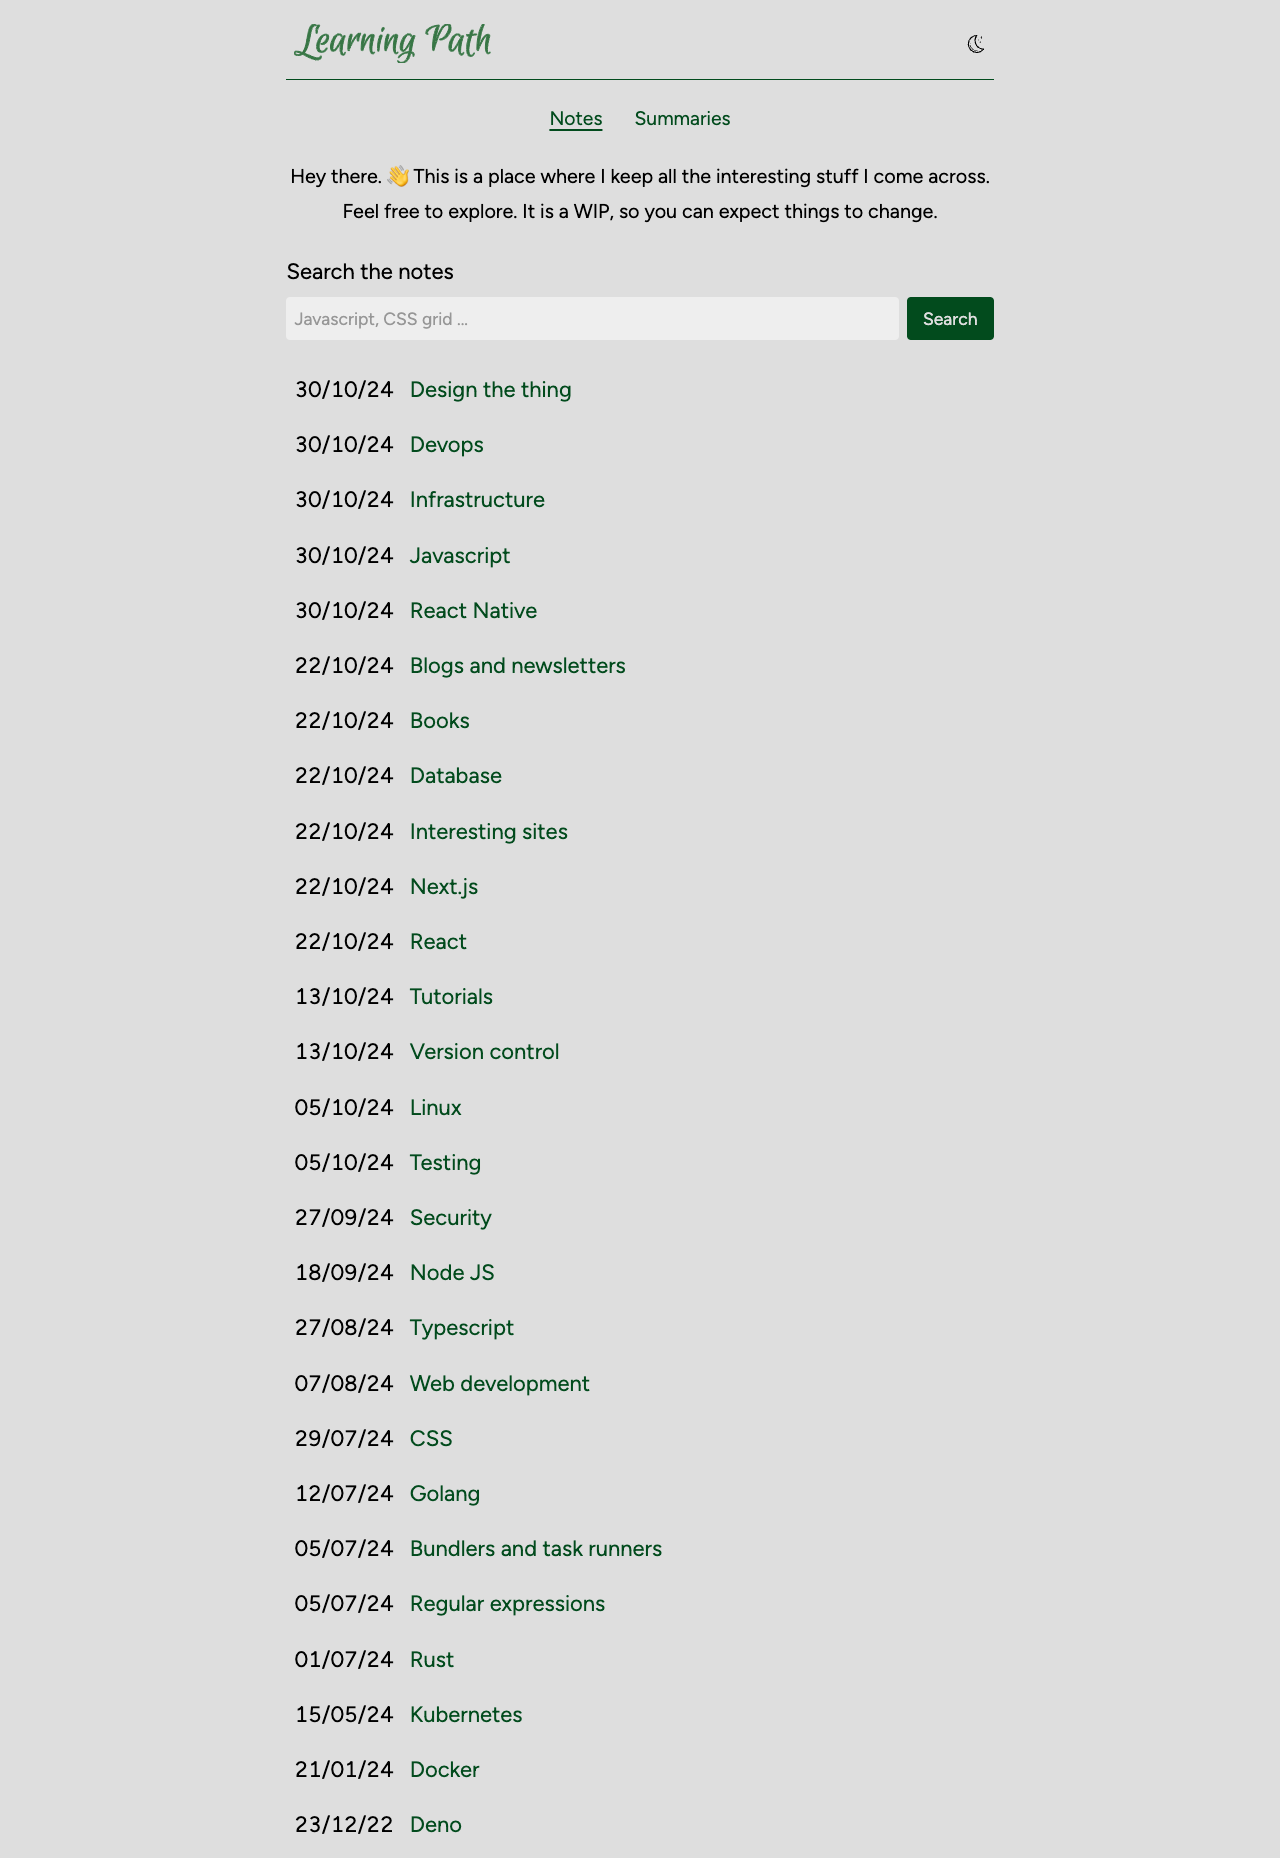 Learning Path
Notes Summaries
Hey there. 👋 This is a place where I keep all the interesting stuff I come across.
Feel free to explore. It is a WIP, so you can expect things to change.
Search the notes
Javascript, CSS grid ... Search
30/10/24 Design the thing
30/10/24 Devops
30/10/24 Infrastructure
30/10/24 Javascript
30/10/24 React Native
22/10/24 Blogs and newsletters
22/10/24 Books
22/10/24 Database
22/10/24 Interesting sites
22/10/24 Next.js
22/10/24 React
13/10/24 Tutorials
13/10/24 Version control
05/10/24 Linux
05/10/24 Testing
27/09/24 Security
18/09/24 Node JS
27/08/24 Typescript
07/08/24 Web development
29/07/24 CSS
12/07/24 Golang
05/07/24 Bundlers and task runners
05/07/24 Regular expressions
01/07/24 Rust
15/05/24 Kubernetes
21/01/24 Docker
23/12/22 Deno